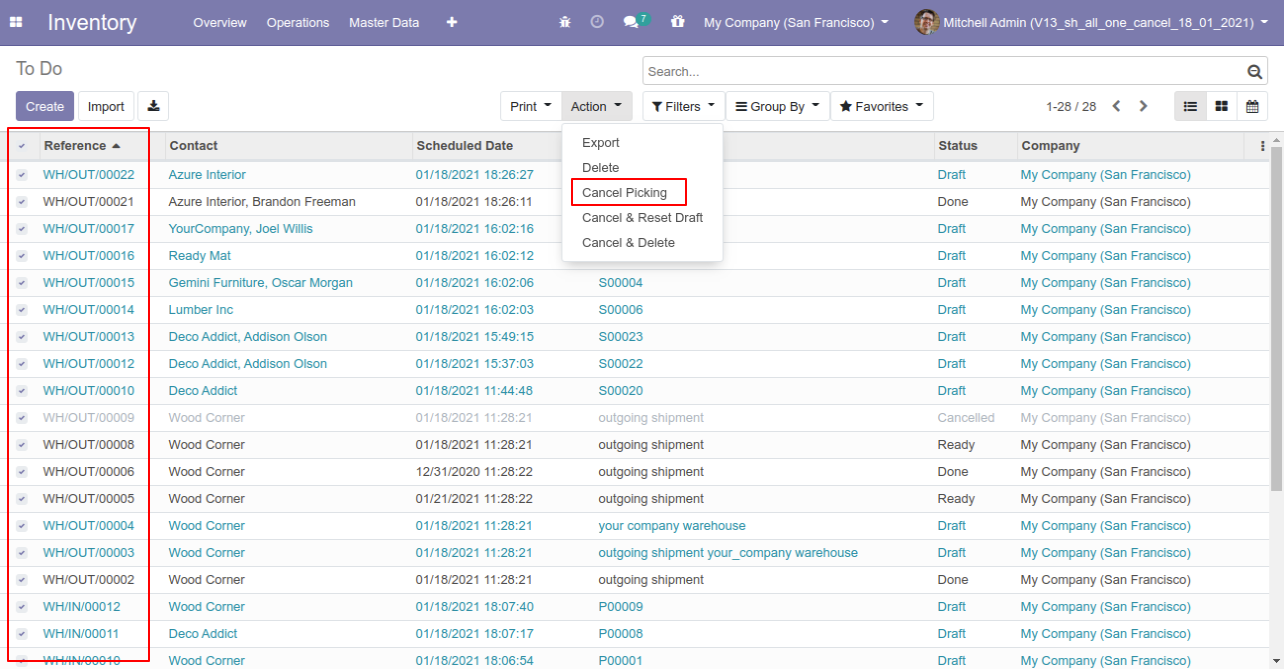 Inventory Overview Operations Master Data + 7 My Company (San Francisco) Mitchell Admin (V13_sh_all_one_cancel_18_01_2021)
To Do
Search...
Create Import Print Action Filters Group By Favorites 1-28 / 28
Export
Delete
Cancel Picking
Cancel & Reset Draft
Cancel & Delete
Reference Contact Scheduled Date Status Company
WH/OUT/00022 Azure Interior 01/18/2021 18:26:27 Draft My Company (San Francisco)
WH/OUT/00021 Azure Interior, Brandon Freeman 01/18/2021 18:26:11 Done My Company (San Francisco)
WH/OUT/00017 YourCompany, Joel Willis 01/18/2021 16:02:16 Draft My Company (San Francisco)
WH/OUT/00016 Ready Mat 01/18/2021 16:02:12 Draft My Company (San Francisco)
WH/OUT/00015 Gemini Furniture, Oscar Morgan 01/18/2021 16:02:06 S00004 Draft My Company (San Francisco)
WH/OUT/00014 Lumber Inc 01/18/2021 16:02:03 S00006 Draft My Company (San Francisco)
WH/OUT/00013 Deco Addict, Addison Olson 01/18/2021 15:49:15 S00023 Draft My Company (San Francisco)
WH/OUT/00012 Deco Addict, Addison Olson 01/18/2021 15:37:03 S00022 Draft My Company (San Francisco)
WH/OUT/00010 Deco Addict 01/18/2021 11:44:48 S00020 Draft My Company (San Francisco)
WH/OUT/00009 Wood Corner 01/18/2021 11:28:21 outgoing shipment Cancelled My Company (San Francisco)
WH/OUT/00008 Wood Corner 01/18/2021 11:28:21 outgoing shipment Ready My Company (San Francisco)
WH/OUT/00006 Wood Corner 12/31/2020 11:28:22 outgoing shipment Done My Company (San Francisco)
WH/OUT/00005 Wood Corner 01/21/2021 11:28:22 outgoing shipment Ready My Company (San Francisco)
WH/OUT/00004 Wood Corner 01/18/2021 11:28:21 your company warehouse Draft My Company (San Francisco)
WH/OUT/00003 Wood Corner 01/18/2021 11:28:21 outgoing shipment your_company warehouse Draft My Company (San Francisco)
WH/OUT/00002 Wood Corner 01/18/2021 11:28:21 outgoing shipment Done My Company (San Francisco)
WH/IN/00012 Wood Corner 01/18/2021 18:07:40 P00009 Draft My Company (San Francisco)
WH/IN/00011 Deco Addict 01/18/2021 18:07:17 P00008 Draft My Company (San Francisco)
WH/IN/00010 Wood Corner 01/18/2021 18:06:54 P00001 Draft My Company (San Francisco)